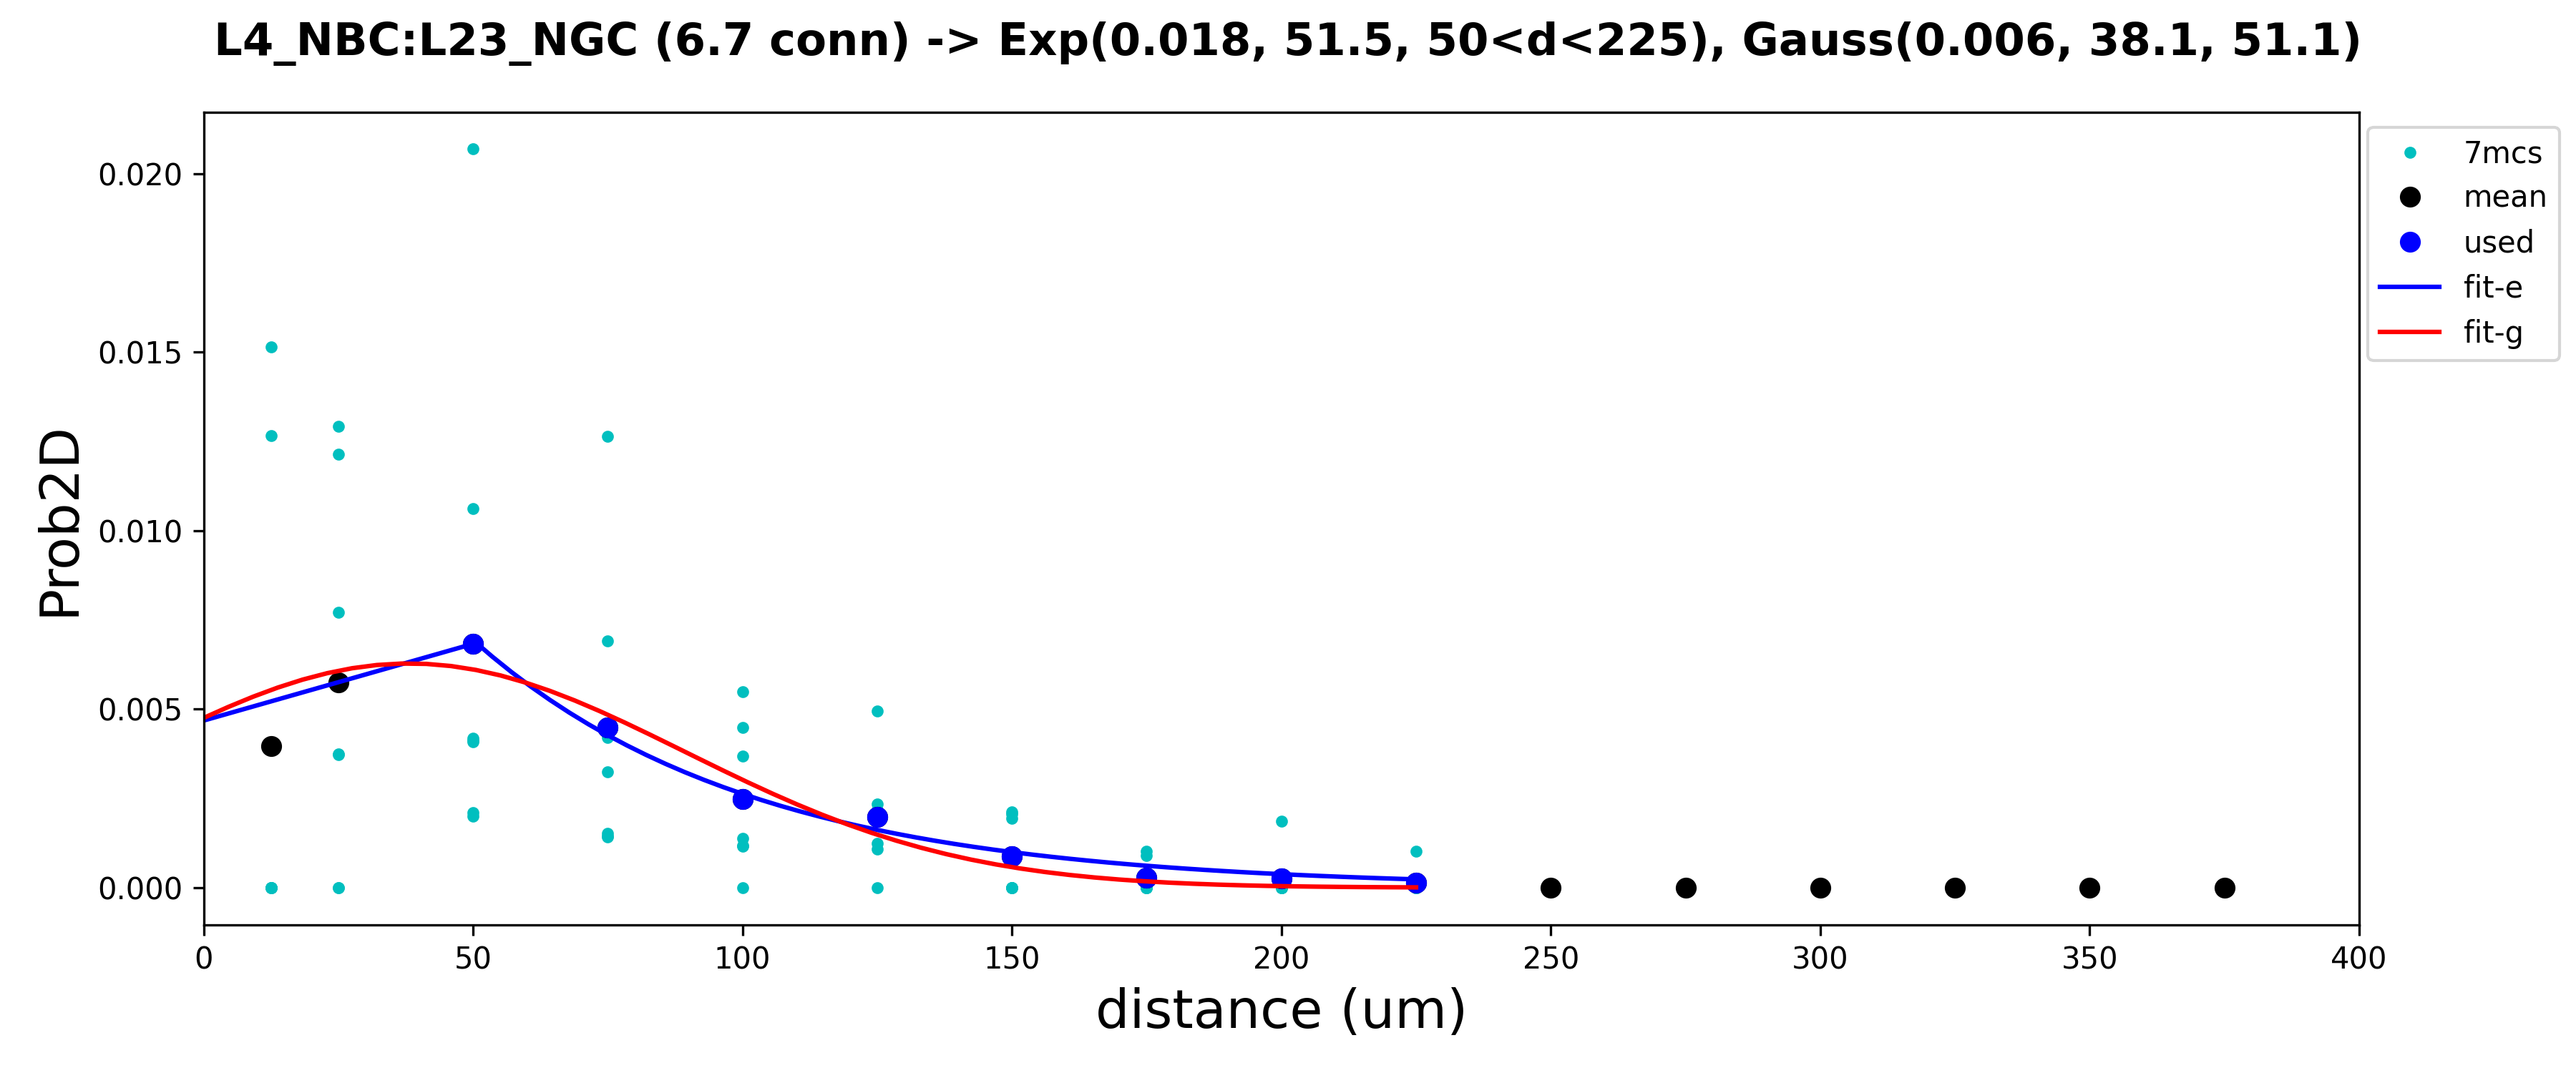 L4_NBC:L23_NGC (6.7 conn) -> Exp(0.018, 51.5, 50<d<225), Gauss(0.006, 38.1, 51.1)
7mcs
mean
used
fit-e
fit-g
Prob2D
0.020
0.015
0.010
0.005
0.000
0 50 100 150 200 250 300 350 400
distance (um)